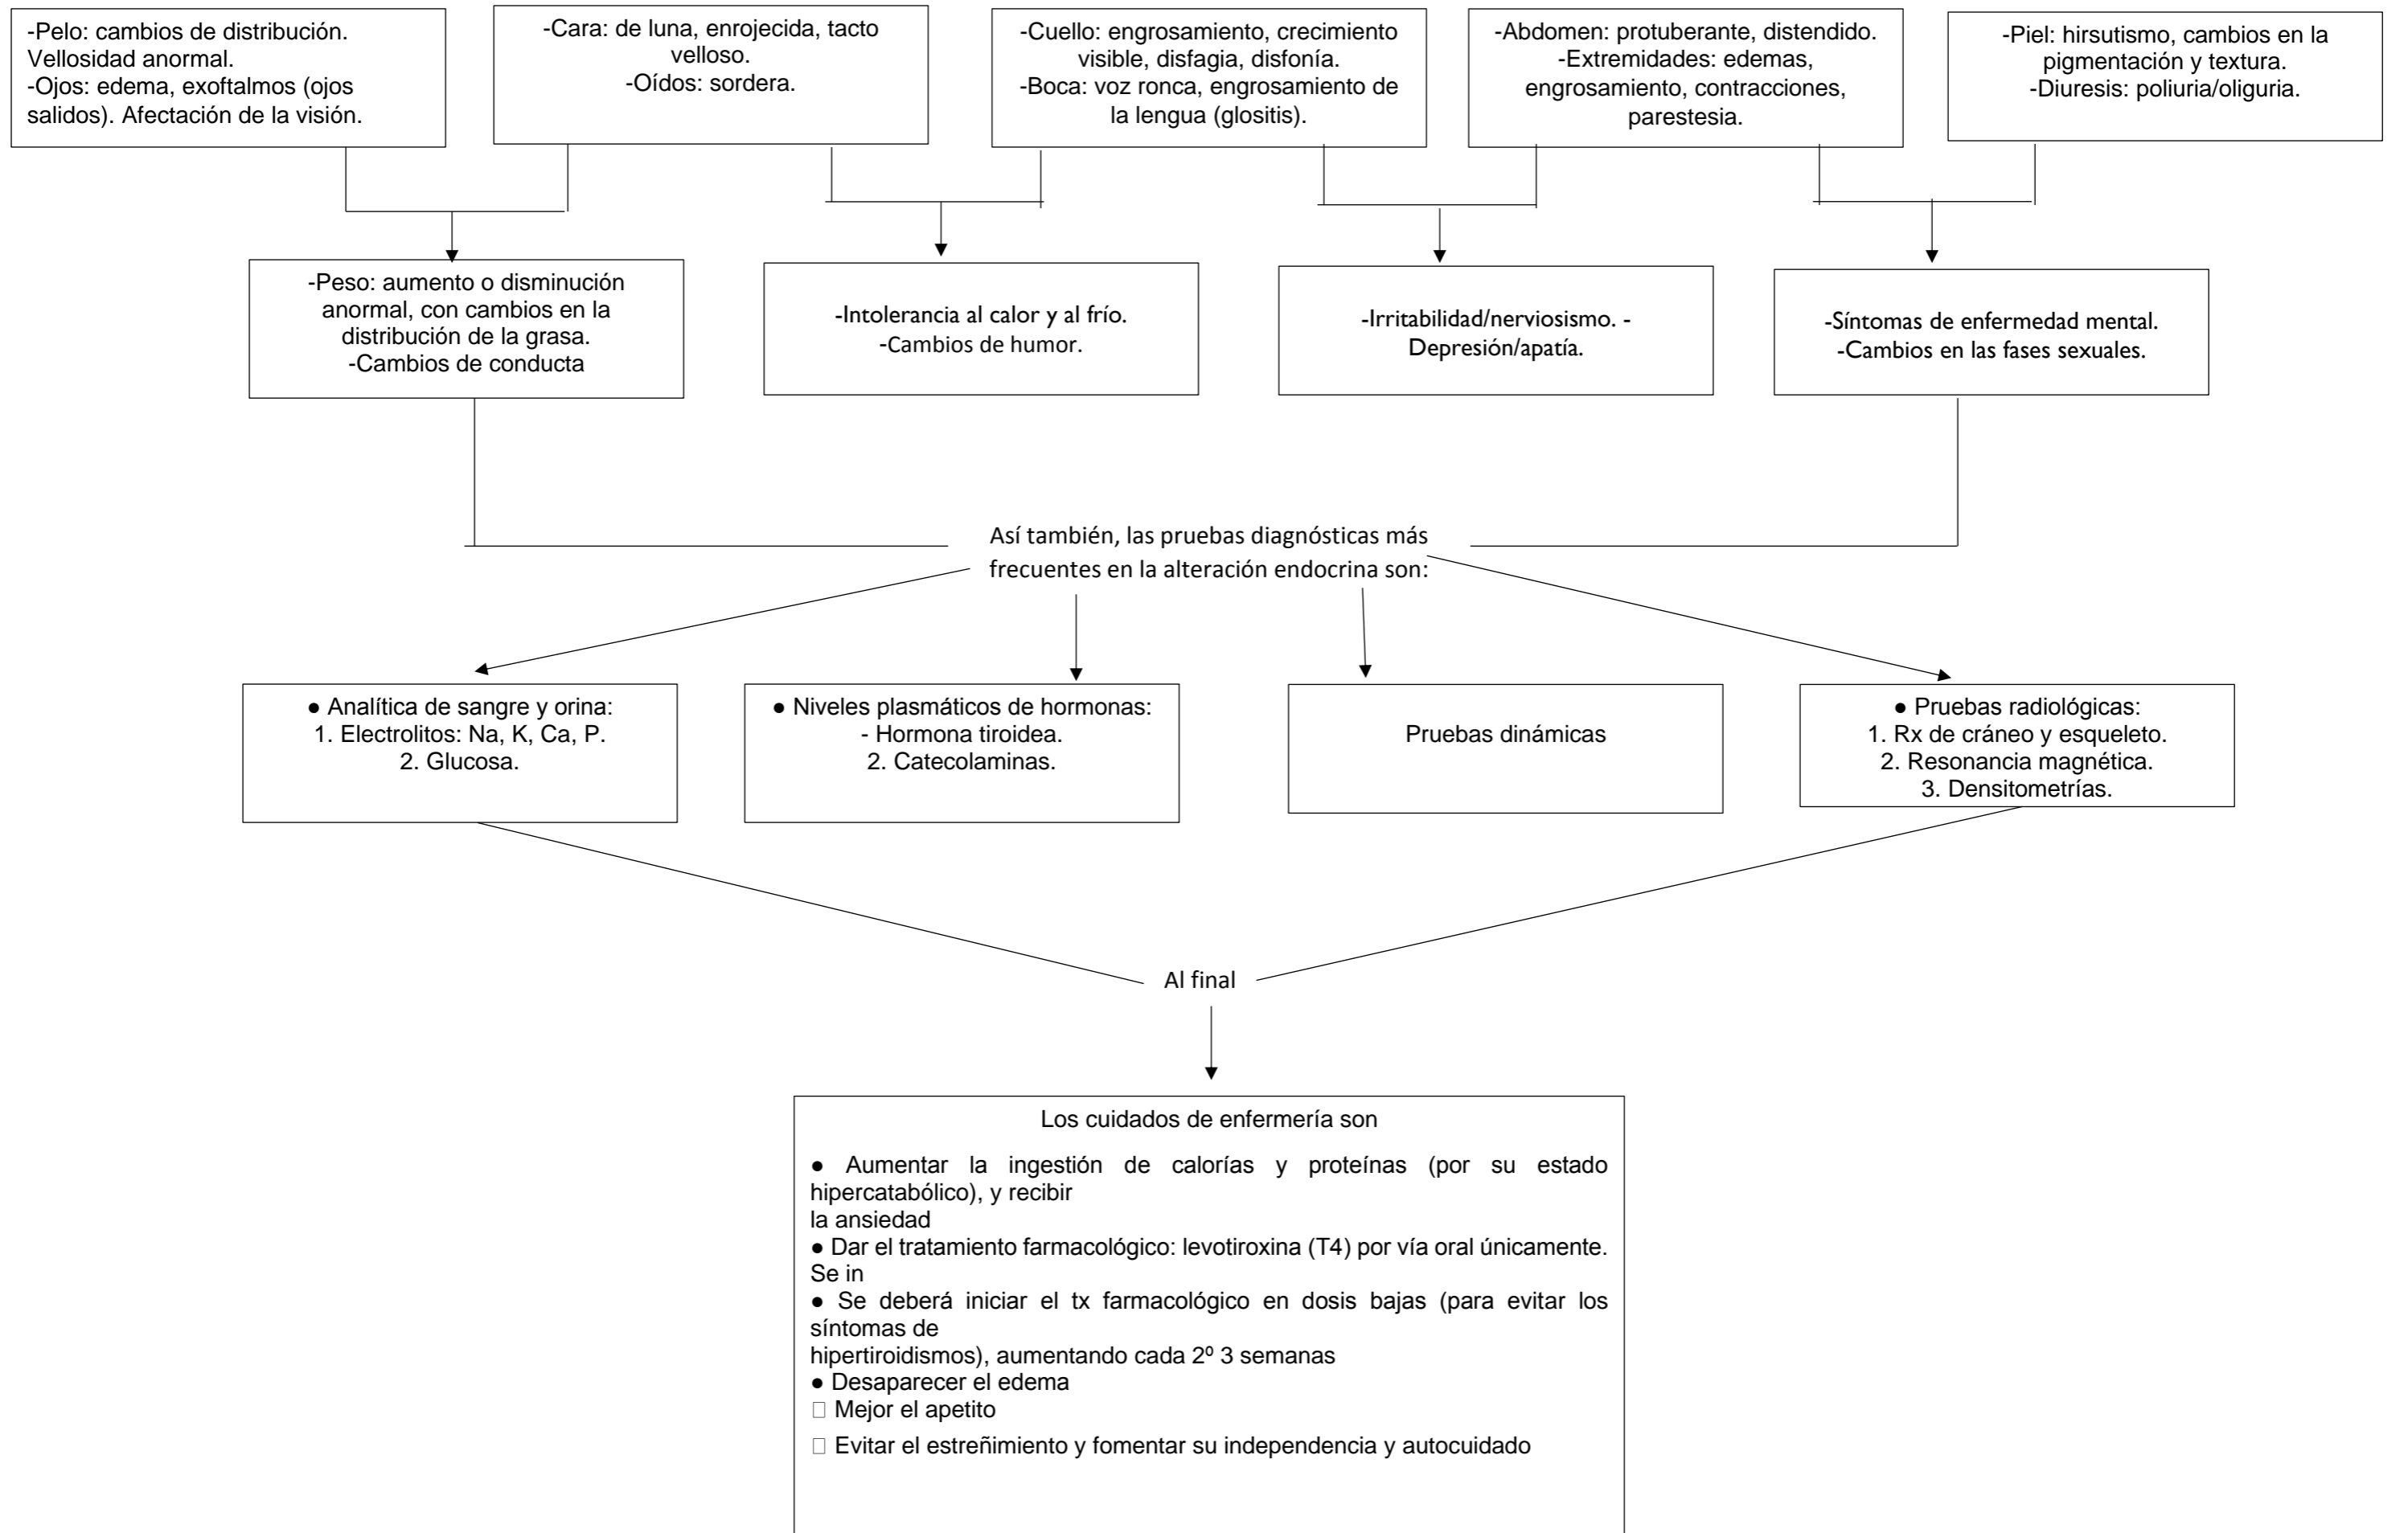 -Pelo: cambios de distribución.
Vellosidad anormal.
-Ojos: edema, exoftalmos (ojos
salidos). Afectación de la visión.
-Cara: de luna, enrojecida, tacto
velloso.
-Oídos: sordera.
-Cuello: engrosamiento, crecimiento
visible, disfagia, disfonía.
-Boca: voz ronca, engrosamiento de
la lengua (glositis).
-Abdomen: protuberante, distendido.
-Extremidades: edemas,
engrosamiento, contracciones,
parestesia.
-Piel: hirsutismo, cambios en la
pigmentación y textura.
-Diuresis: poliuria/oliguria.
-Peso: aumento o disminución
anormal, con cambios en la
distribución de la grasa.
-Cambios de conducta
-Intolerancia al calor y al frío.
-Cambios de humor.
-Irritabilidad/nerviosismo. -
Depresión/apatía.
-Síntomas de enfermedad mental.
-Cambios en las fases sexuales.
Así también, las pruebas diagnósticas más
frecuentes en la alteración endocrina son:
● Analítica de sangre y orina:
1. Electrolitos: Na, K, Ca, P.
2. Glucosa.
● Niveles plasmáticos de hormonas:
- Hormona tiroidea.
2. Catecolaminas.
Pruebas dinámicas
● Pruebas radiológicas:
1. Rx de cráneo y esqueleto.
2. Resonancia magnética.
3. Densitometrías.
Al final
Los cuidados de enfermería son
● Aumentar la ingestión de calorías y proteínas (por su estado
hipercatabólico), y recibir
la ansiedad
● Dar el tratamiento farmacológico: levotiroxina (T4) por vía oral únicamente.
Se in
● Se deberá iniciar el tx farmacológico en dosis bajas (para evitar los
síntomas de
hipertiroidismos), aumentando cada 2º 3 semanas
● Desaparecer el edema
□ Mejor el apetito
□ Evitar el estreñimiento y fomentar su independencia y autocuidado